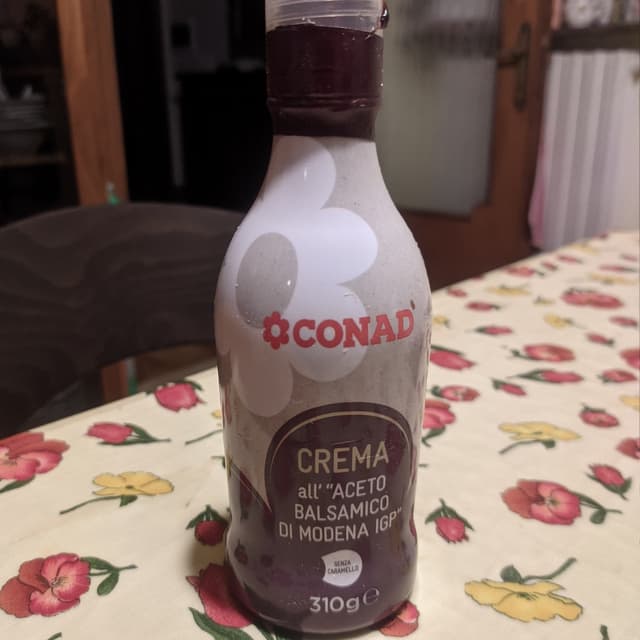 CONAD
CREMA
all' "ACETO
BALSAMICO
DI MODENA IGP"
SENZA
CARAMELLO
310g ℮